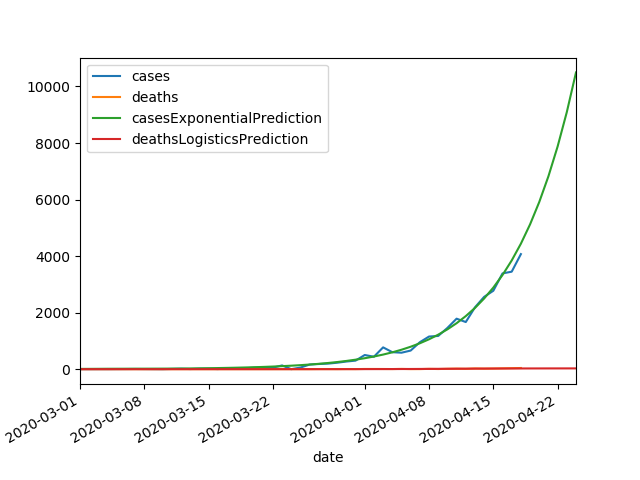 cases
deaths
casesExponentialPrediction
deathsLogisticsPrediction
10000
8000
6000
4000
2000
0
2020-03-01
2020-03-08
2020-03-15
2020-03-22
2020-04-01
2020-04-08
2020-04-15
2020-04-22
date